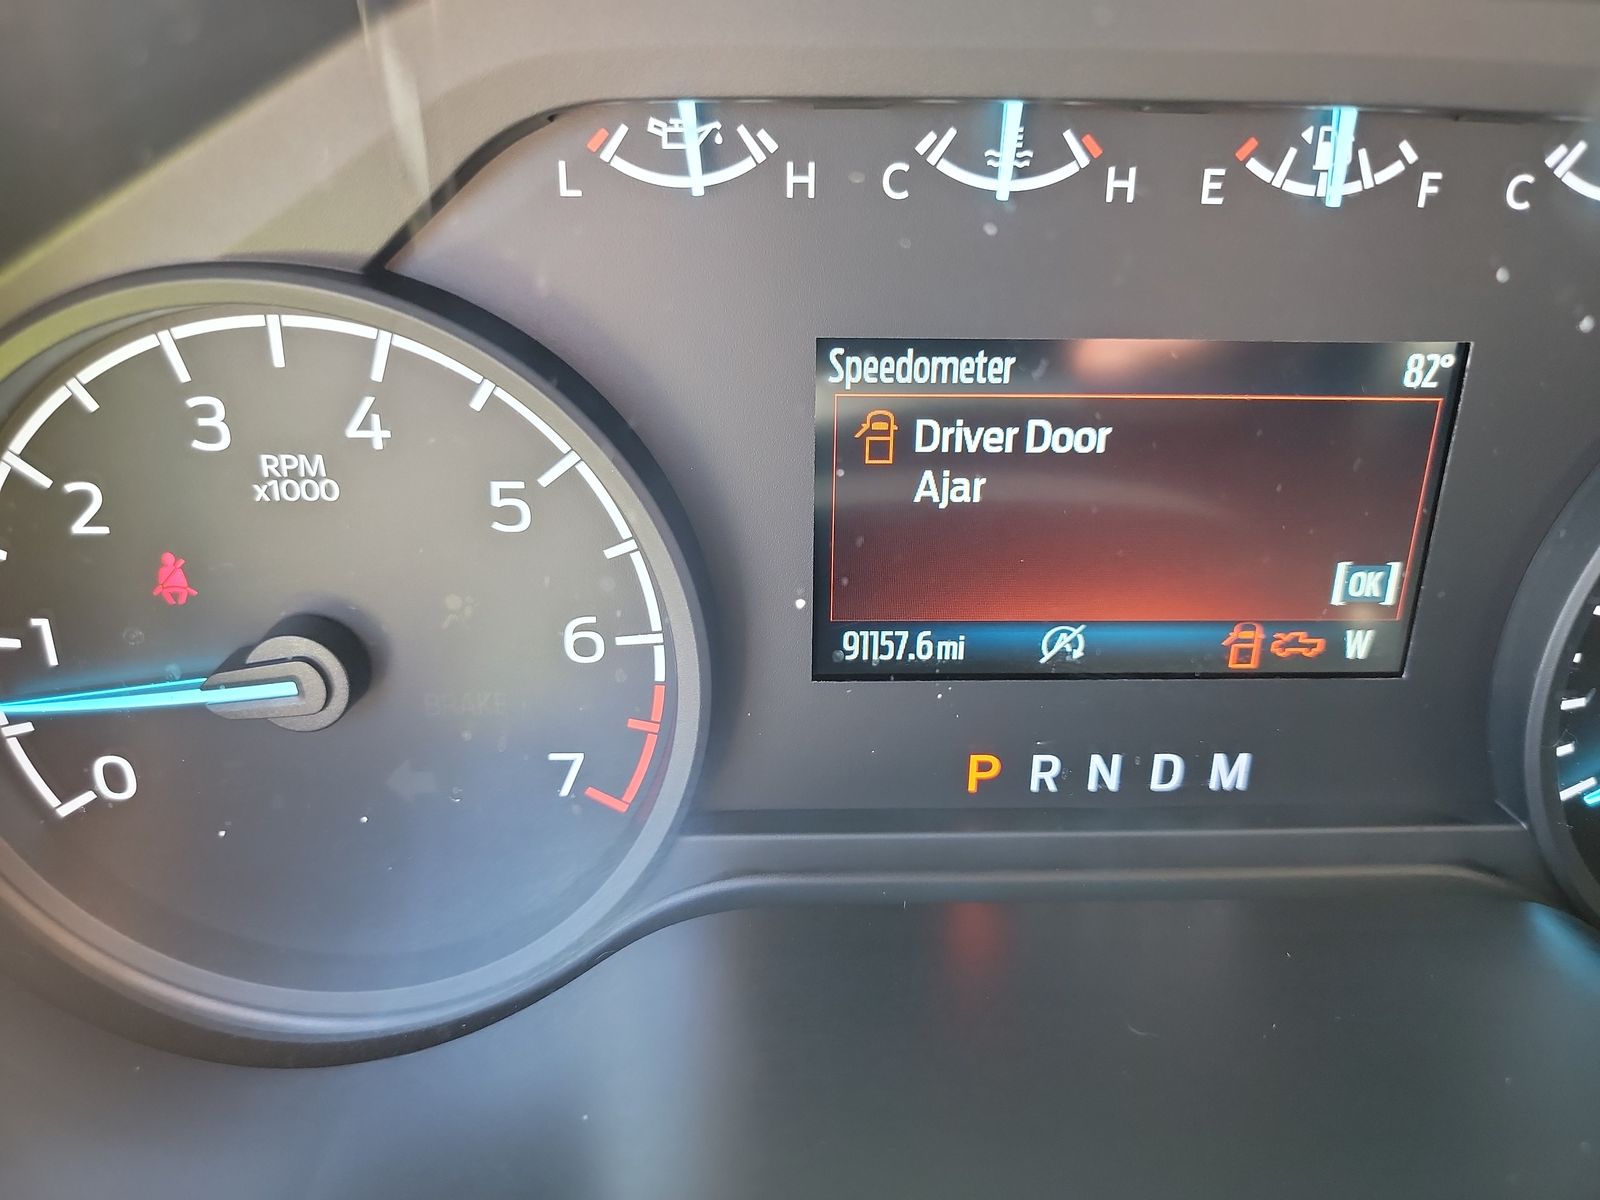 L H C H E F C
Speedometer 82°
Driver Door
Ajar
[OK]
91157.6 mi W
P R N D M
3 4
RPM
x1000
2 5
1 6
BRAKE
0 7